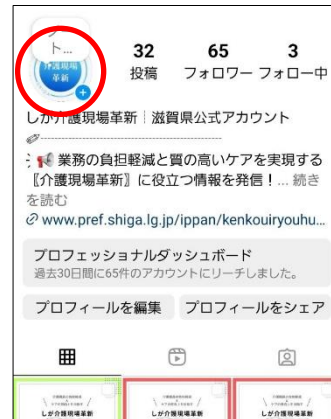 ト...
介護現場
革新
32 65 3
投稿 フォロワー フォロー中
しが介護現場革新┊滋賀県公式アカウント
業務の負担軽減と質の高いケアを実現する
〖介護現場革新〗に役立つ情報を発信！... 続き
を読む
www.pref.shiga.lg.jp/ippan/kenkouiryouhu...
プロフェッショナルダッシュボード
過去30日間に65件のアカウントにリーチしました。
プロフィールを編集 プロフィールをシェア
しが介護現場革新 しが介護現場革新 しが介護現場革新